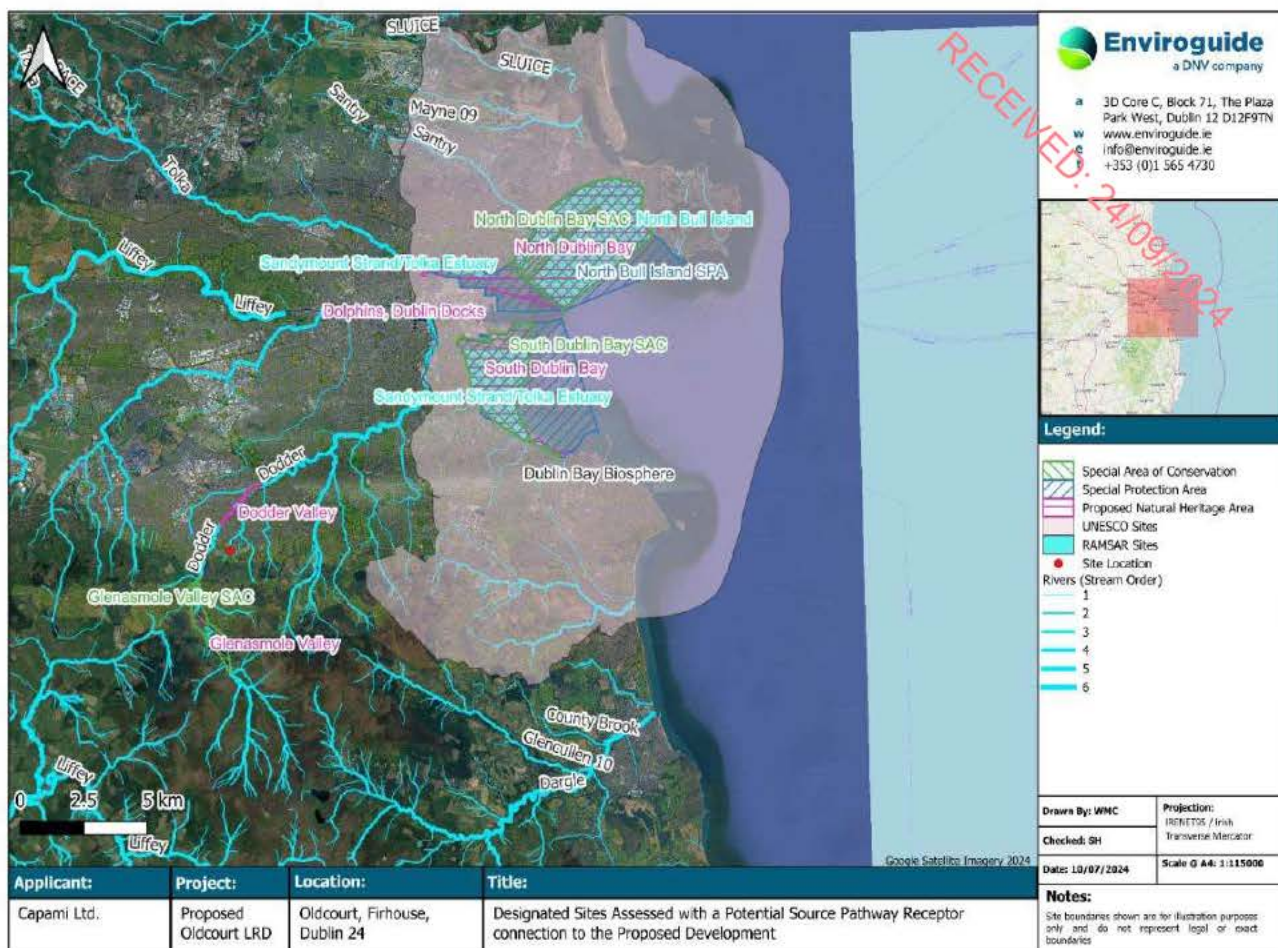 SLUICE
SLUICE
Santry
Mayne 09
Santry
Tolka
Liffey
Liffey
North Dublin Bay SAC
North Bull Island
North Dublin Bay
Sandymount Strand/Tolka Estuary
North Bull Island SPA
Dolphins, Dublin Docks
South Dublin Bay SAC
South Dublin Bay
Sandymount Strand/Tolka Estuary
Dublin Bay Biosphere
Dodder
Dodder Valley
Dodder
Glenasmole Valley SAC
Glenasmole Valley
County Brook
Glencullen 10
Dargle
Liffey
0 2.5 5 km
Liffey
Google Satellite Imagery 2024
RECEIVED: 24/09/2024
Enviroguide
a DNV company
a 3D Core C, Block 71, The Plaza
Park West, Dublin 12 D12F9TN
w www.enviroguide.ie
e info@enviroguide.ie
+353 (0)1 565 4730
Legend:
Special Area of Conservation
Special Protection Area
Proposed Natural Heritage Area
UNESCO Sites
RAMSAR Sites
Site Location
Rivers (Stream Order)
1
2
3
4
5
6
Drawn By: WMC
Projection:
IRENET95 / Irish
Transverse Mercator
Checked: SH
Date: 10/07/2024
Scale @ A4: 1:115000
Notes:
Site boundaries shown are for illustration purposes
only and do not represent legal or exact
boundaries
Applicant:
Capami Ltd.
Project:
Proposed
Oldcourt LRD
Location:
Oldcourt, Firhouse,
Dublin 24
Title:
Designated Sites Assessed with a Potential Source Pathway Receptor
connection to the Proposed Development